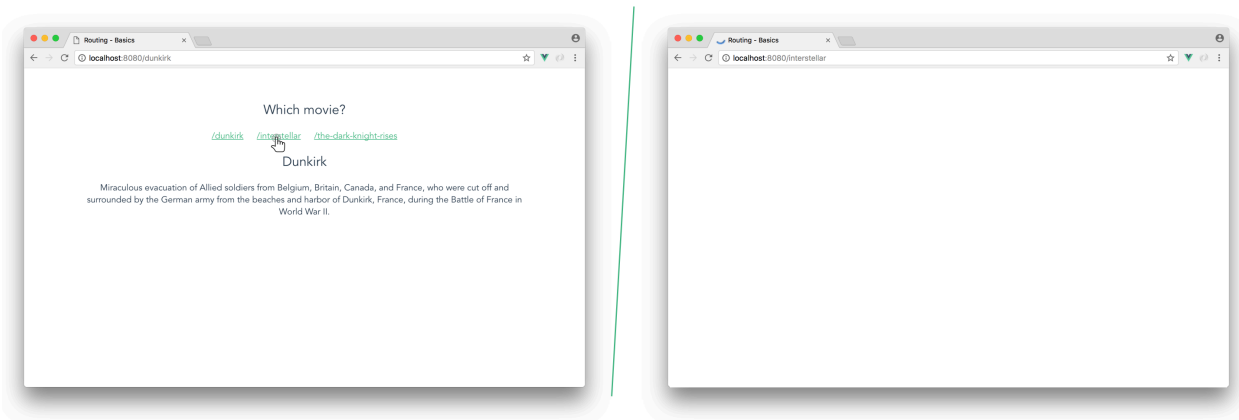 Routing - Basics
localhost:8080/dunkirk
Which movie?
/dunkirk /interstellar /the-dark-knight-rises
Dunkirk
Miraculous evacuation of Allied soldiers from Belgium, Britain, Canada, and France, who were cut off and
surrounded by the German army from the beaches and harbor of Dunkirk, France, during the Battle of France in
World War II.
Routing - Basics
localhost:8080/interstellar